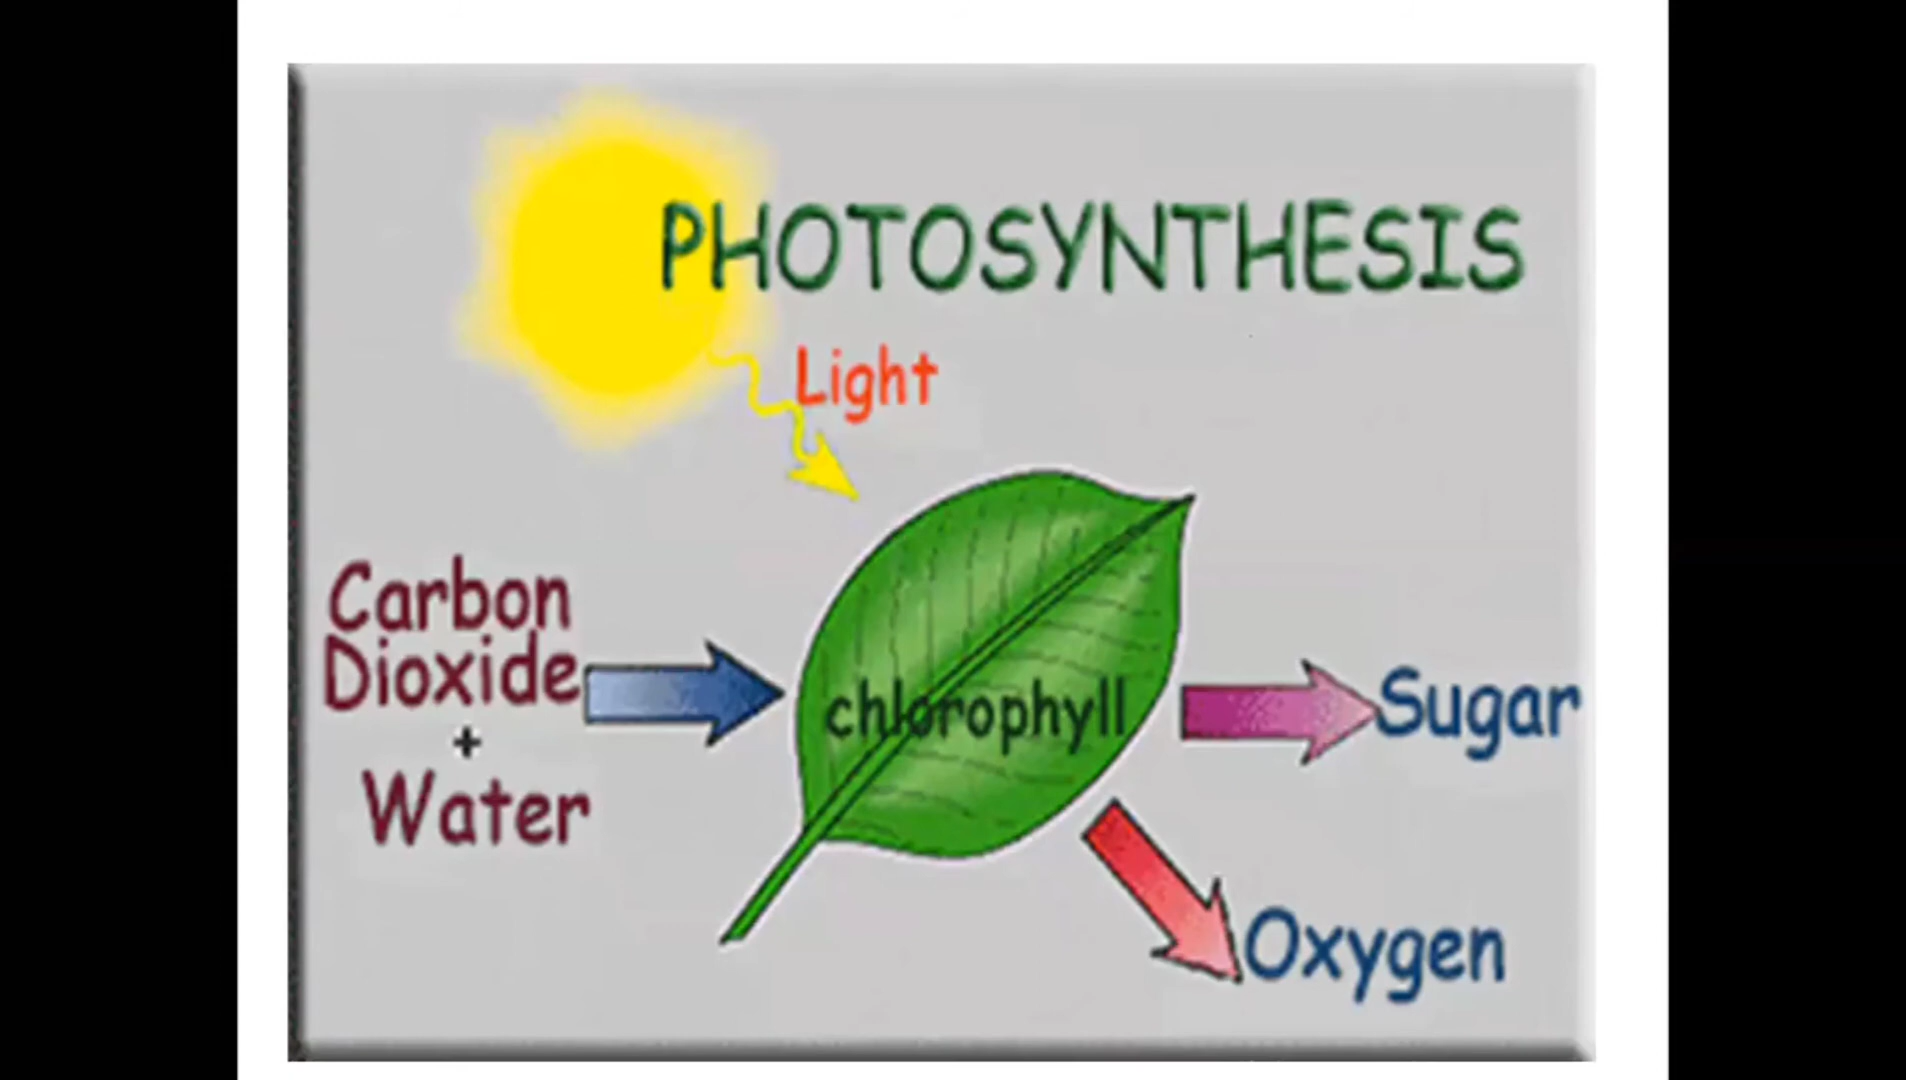 PHOTOSYNTHESIS
Light
Carbon
Dioxide
+
Water
chlorophyll
Sugar
Oxygen